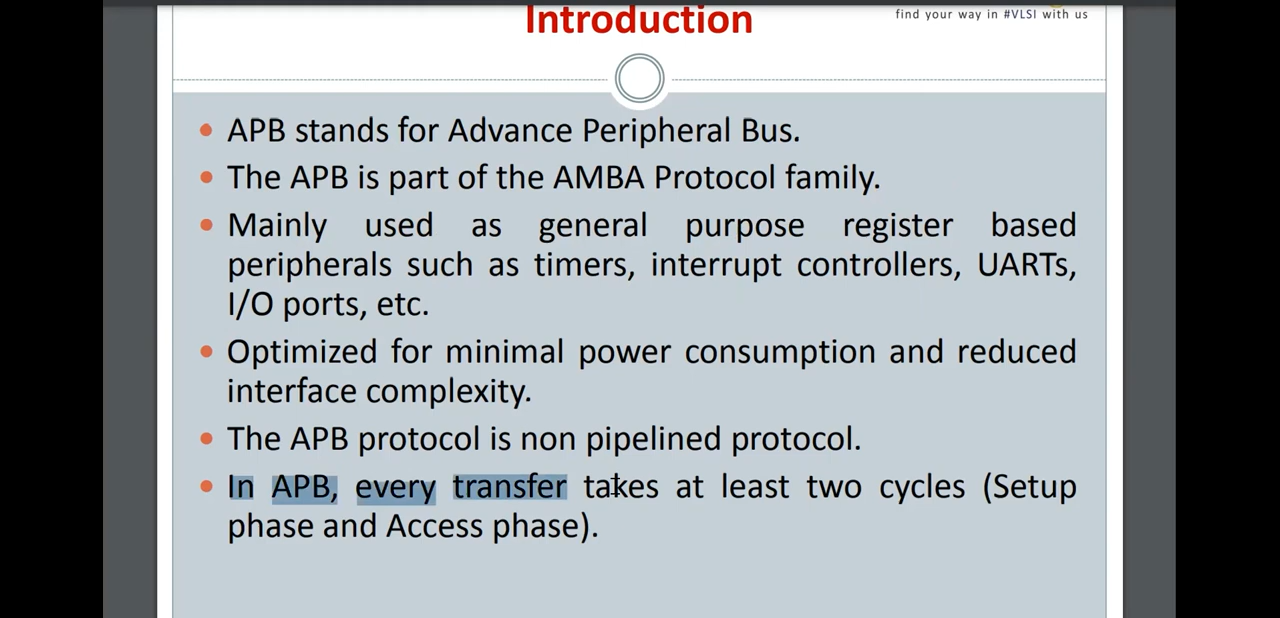 Introduction
find your way in #VLSI with us
• APB stands for Advance Peripheral Bus.
• The APB is part of the AMBA Protocol family.
• Mainly used as general purpose register based
peripherals such as timers, interrupt controllers, UARTs,
I/O ports, etc.
• Optimized for minimal power consumption and reduced
interface complexity.
• The APB protocol is non pipelined protocol.
• In APB, every transfer takes at least two cycles (Setup
phase and Access phase).